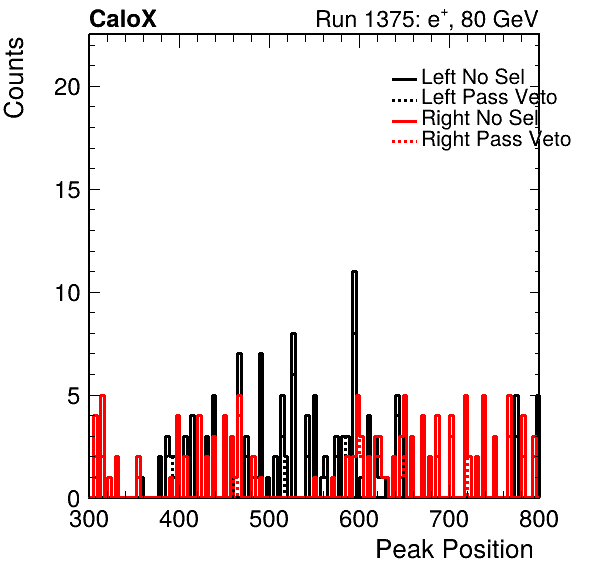 CaloX Run 1375: e+, 80 GeV
Counts
Left No Sel
Left Pass Veto
Right No Sel
Right Pass Veto
20
15
10
5
0
300 400 500 600 700 800
Peak Position